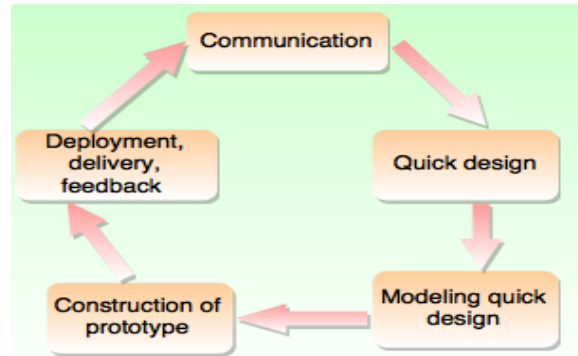 Communication
Quick design
Modeling quick
design
Construction of
prototype
Deployment,
delivery,
feedback